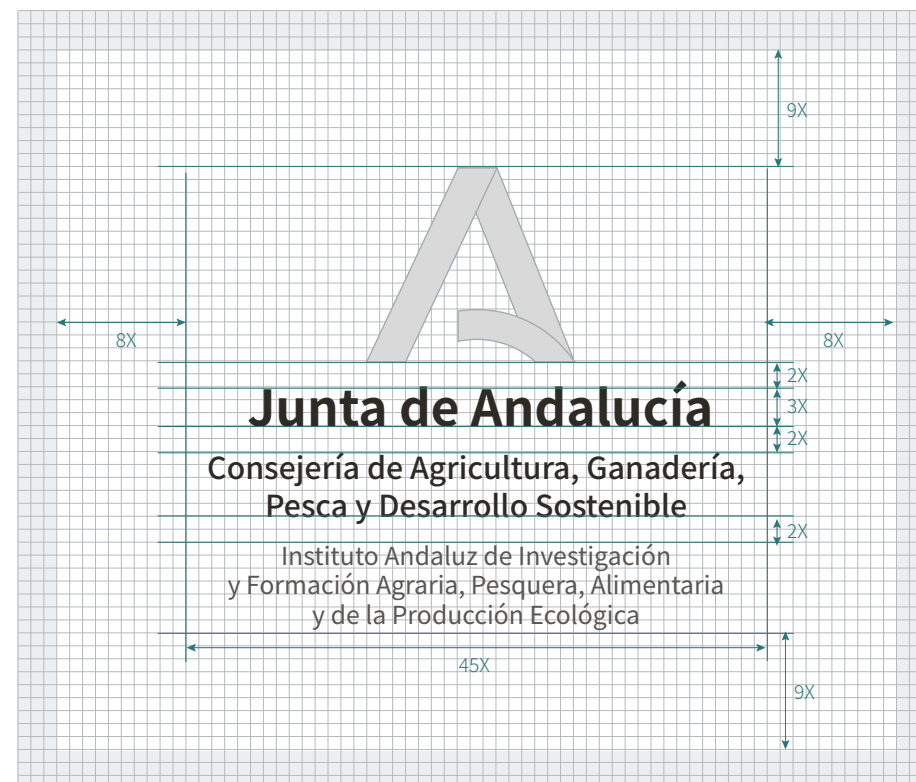 9X
8X
8X
2X
Junta de Andalucía
3X
2X
Consejería de Agricultura, Ganadería,
Pesca y Desarrollo Sostenible
2X
Instituto Andaluz de Investigación
y Formación Agraria, Pesquera, Alimentaria
y de la Producción Ecológica
45X
9X